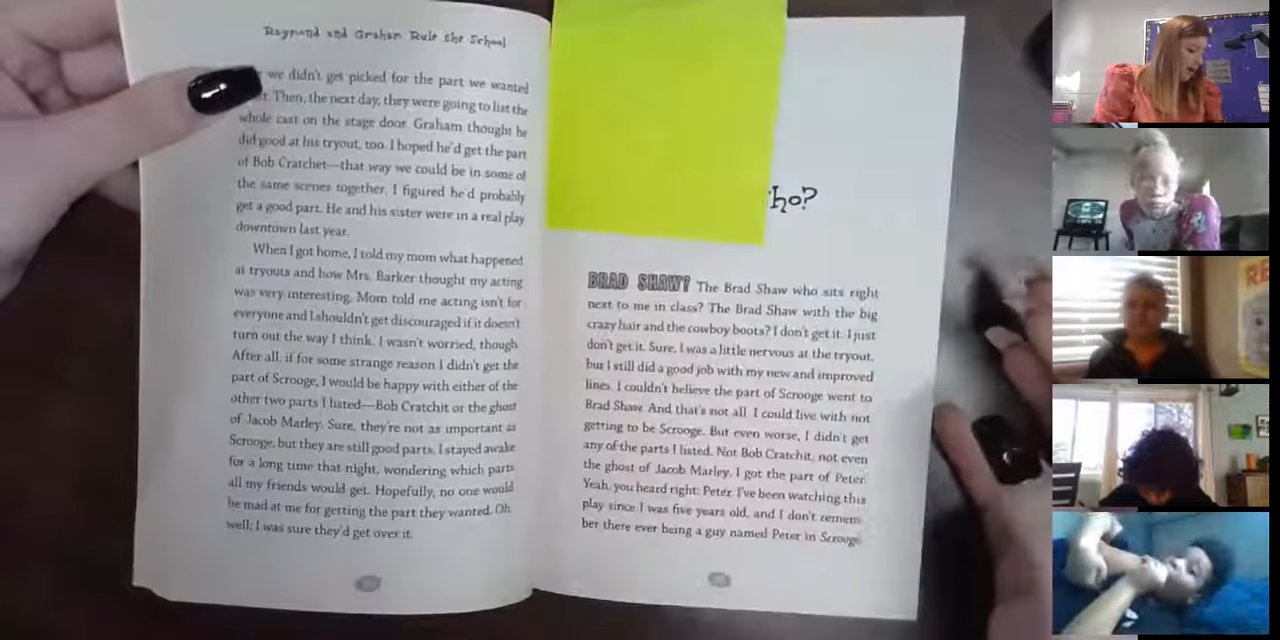 Raymond and Graham Rule the School
we didn't get picked for the part we wanted
Then, the next day, they were going to list the
whole cast on the stage door. Graham thought he
did good at his tryout, too. I hoped he'd get the part
of Bob Cratchet—that way we could be in some of
the same scenes together. I figured he'd probably
get a good part. He and his sister were in a real play
downtown last year.
When I got home, I told my mom what happened
at tryouts and how Mrs. Barker thought my acting
was very interesting. Mom told me acting isn't for
everyone and I shouldn't get discouraged if it doesn't
turn out the way I think. I wasn't worried, though
After all, if for some strange reason I didn't get the
part of Scrooge, I would be happy with either of the
other two parts I listed—Bob Cratchit or the ghost
of Jacob Marley. Sure, they're not as important as
Scrooge, but they are still good parts. I stayed awake
for a long time that night, wondering which parts
all my friends would get. Hopefully, no one would
be mad at me for getting the part they wanted. Oh
well; I was sure they'd get over it.
ho?
BRAD SHAW? The Brad Shaw who sits right
next to me in class? The Brad Shaw with the big
crazy hair and the cowboy boots? I don't get it. I just
don't get it. Sure, I was a little nervous at the tryout,
but I still did a good job with my new and improved
lines. I couldn't believe the part of Scrooge went to
Brad Shaw. And that's not all. I could live with not
getting to be Scrooge. But even worse, I didn't get
any of the parts I listed. Not Bob Cratchit, not even
the ghost of Jacob Marley. I got the part of Peter.
Yeah, you heard right: Peter. I've been watching this
play since I was five years old, and I don't remem-
ber there ever being a guy named Peter in Scrooge